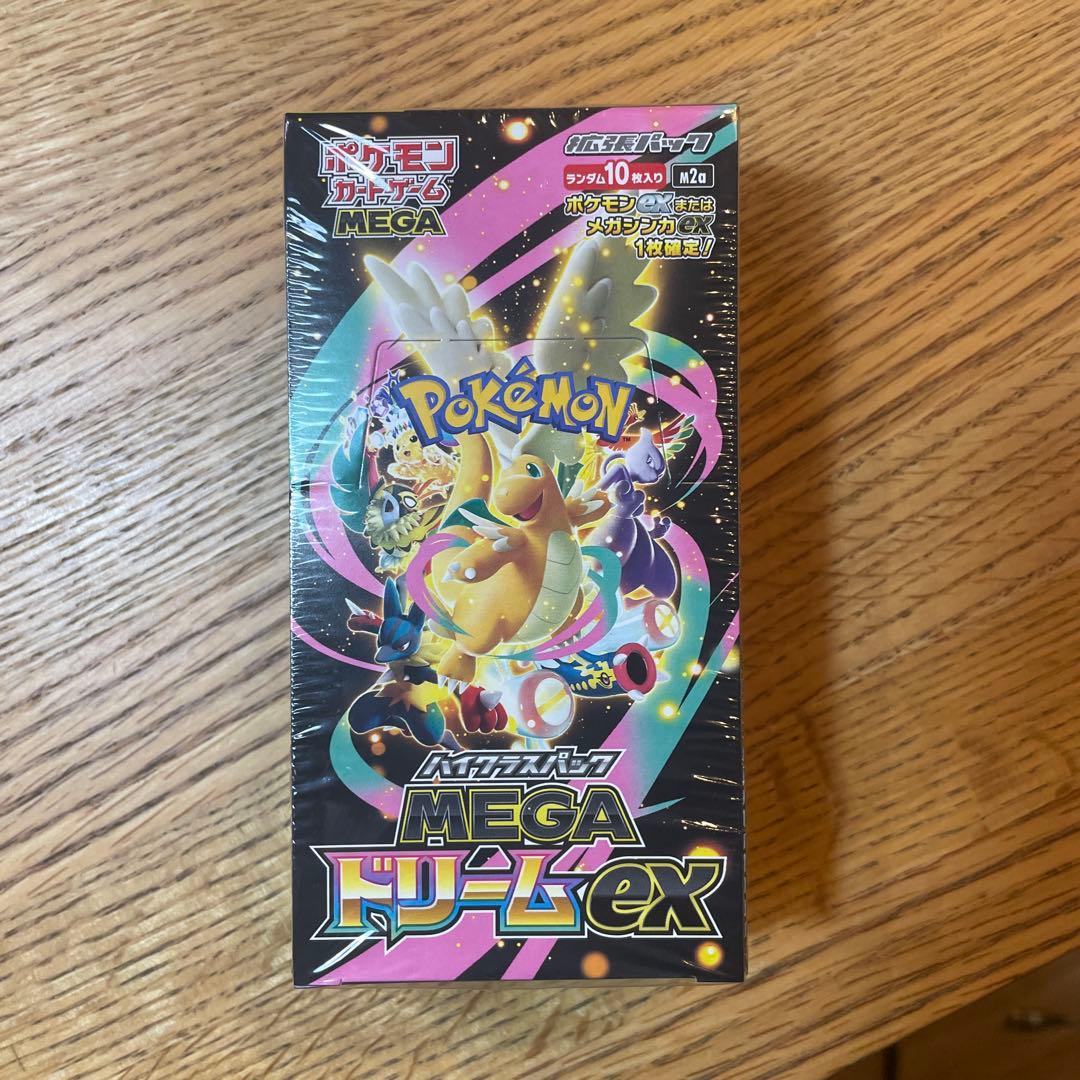 ポケモン
カードゲーム™
MEGA
拡張パック
ランダム10枚入り M2a
ポケモンexまたは
メガシンカex
1枚確定!
POKéMON™
ハイクラスパック
MEGA
ドリームex